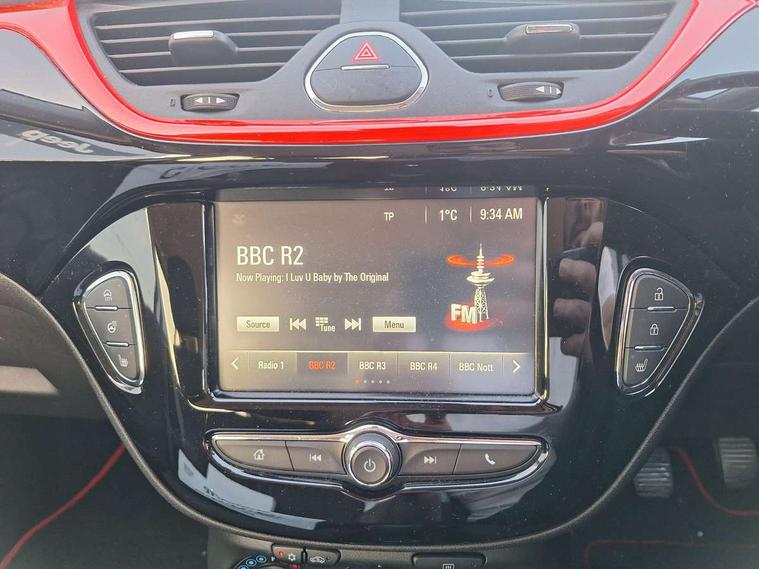 Jeep
TP 1°C 9:34 AM
BBC R2
Now Playing: I Luv U Baby by The Original
FM
Source Tune Menu
Radio 1 BBC R2 BBC R3 BBC R4 BBC Nott